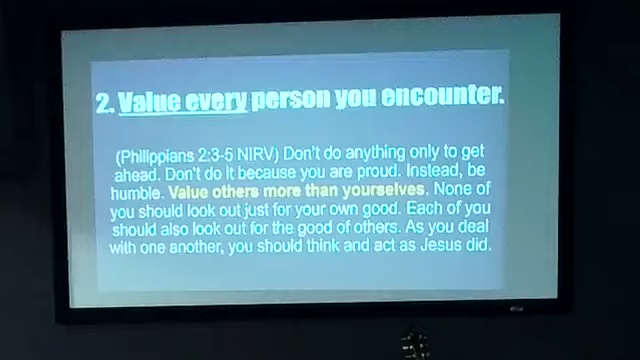 2. Value every person you encounter.
(Philippians 2:3-5 NIRV) Don't do anything only to get
ahead. Don't do it because you are proud. Instead, be
humble. Value others more than yourselves. None of
you should look out just for your own good. Each of you
should also look out for the good of others. As you deal
with one another, you should think and act as Jesus did.